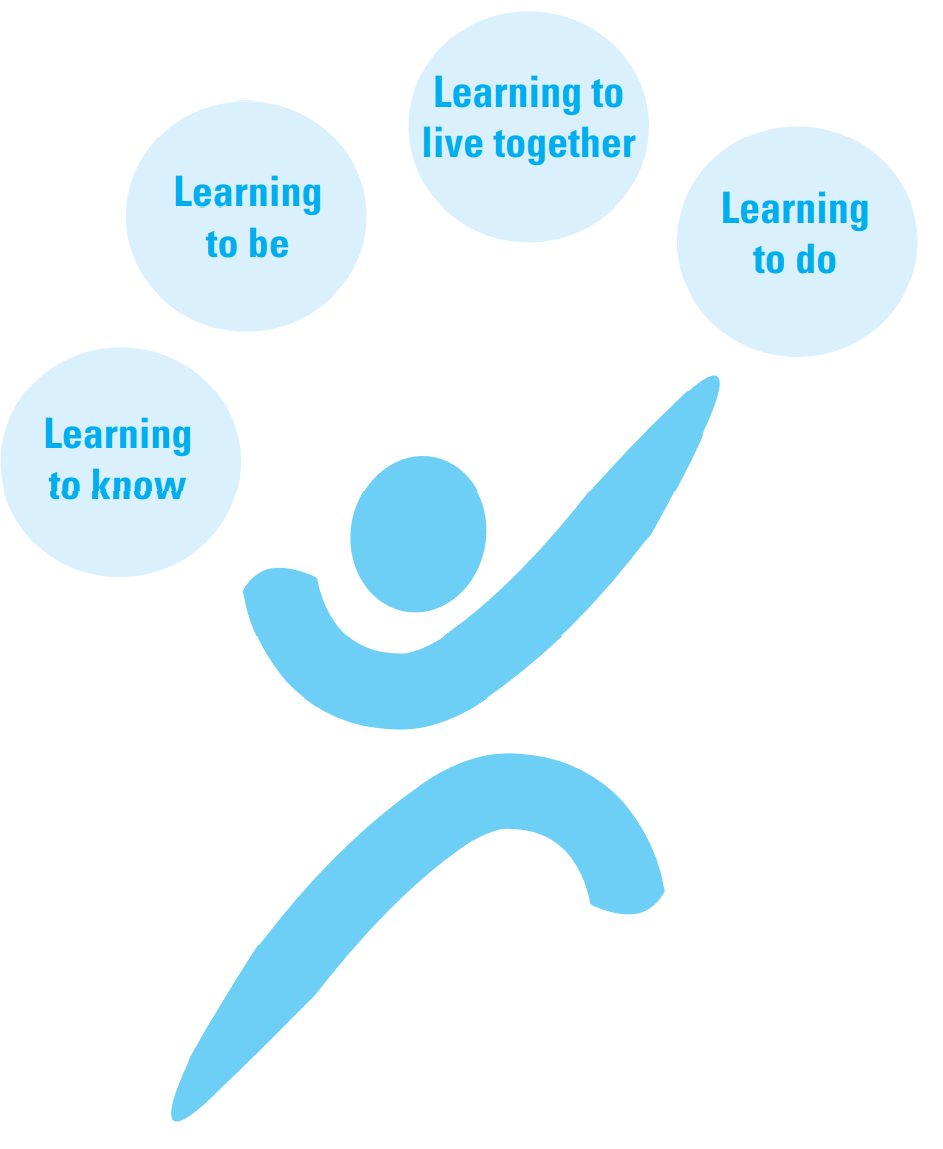 Learning to
live together
Learning
to be
Learning
to do
Learning
to know